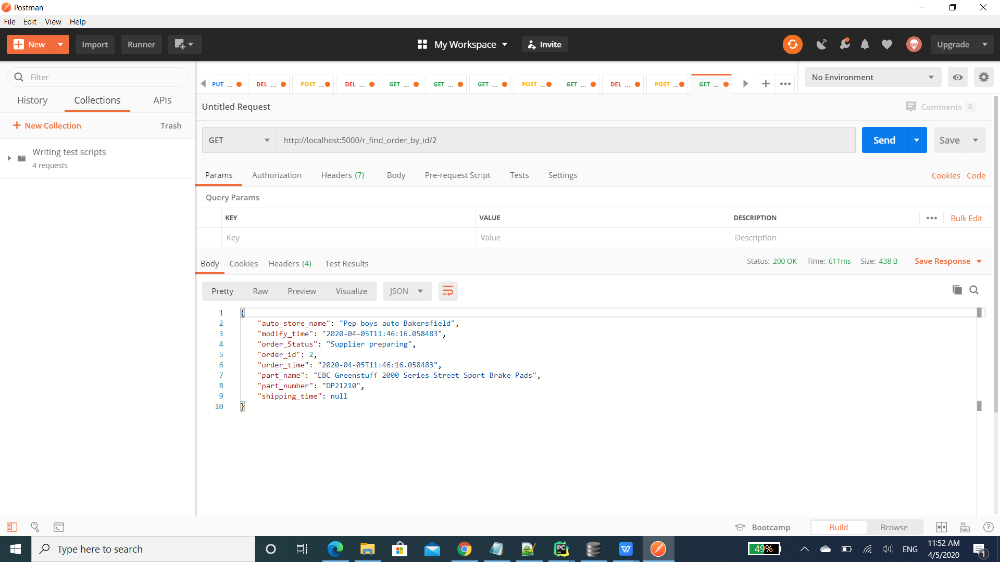 Postman
File Edit View Help
New Import Runner My Workspace Invite Upgrade
Filter
History Collections APIs
New Collection Trash
Writing test scripts
4 requests
PUT ... DEL ... POST ... DEL ... GET ... GET ... GET ... POST ... GET ... DEL ... POST ... GET ... ••• No Environment
Untitled Request Comments 0
GET http://localhost:5000/r_find_order_by_id/2 Send Save
Params Authorization Headers (7) Body Pre-request Script Tests Settings Cookies Code
Query Params
KEY VALUE DESCRIPTION ••• Bulk Edit
Key Value Description
Body Cookies Headers (4) Test Results Status: 200 OK Time: 611ms Size: 438 B Save Response
Pretty Raw Preview Visualize JSON
1 {
2 "auto_store_name": "Pep boys auto Bakersfield",
3 "modify_time": "2020-04-05T11:46:16.058483",
4 "order_Status": "Supplier preparing",
5 "order_id": 2,
6 "order_time": "2020-04-05T11:46:16.058483",
7 "part_name": "EBC Greenstuff 2000 Series Street Sport Brake Pads",
8 "part_number": "DP21210",
9 "shipping_time": null
10 }
Bootcamp Build Browse
Type here to search 49% ENG 11:52 AM
4/5/2020 1